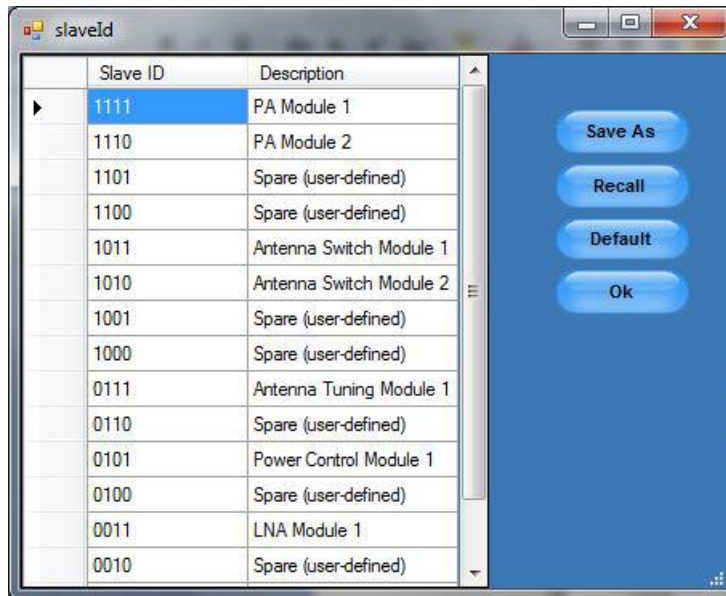 slaveId
Slave ID Description
1111 PA Module 1
1110 PA Module 2
1101 Spare (user-defined)
1100 Spare (user-defined)
1011 Antenna Switch Module 1
1010 Antenna Switch Module 2
1001 Spare (user-defined)
1000 Spare (user-defined)
0111 Antenna Tuning Module 1
0110 Spare (user-defined)
0101 Power Control Module 1
0100 Spare (user-defined)
0011 LNA Module 1
0010 Spare (user-defined)
Save As
Recall
Default
Ok